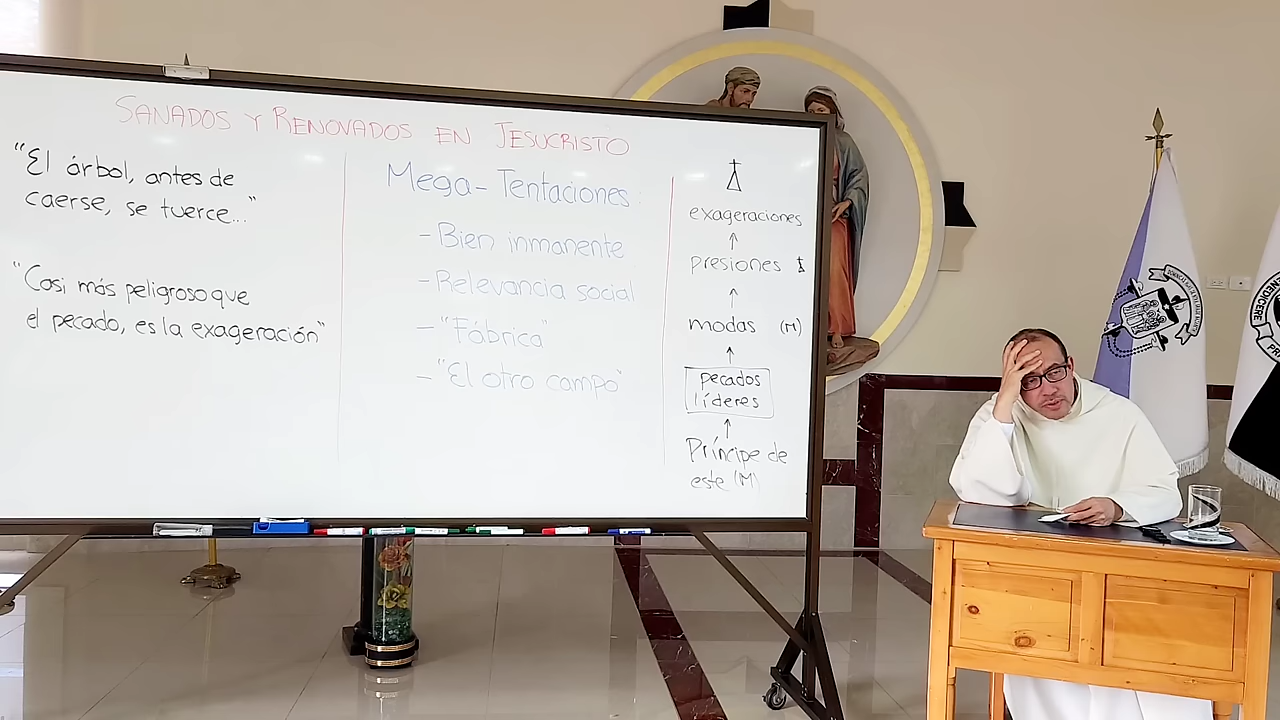 SANADOS Y RENOVADOS EN JESUCRISTO
"El árbol, antes de
caerse, se tuerce..."
"Casi más peligroso que
el pecado, es la exageración"
Mega-Tentaciones:
-Bien inmanente
-Relevancia social
-"Fábrica"
-"El otro campo"
exageraciones
presiones
modas (M)
pecados
líderes
Príncipe de
este (M)